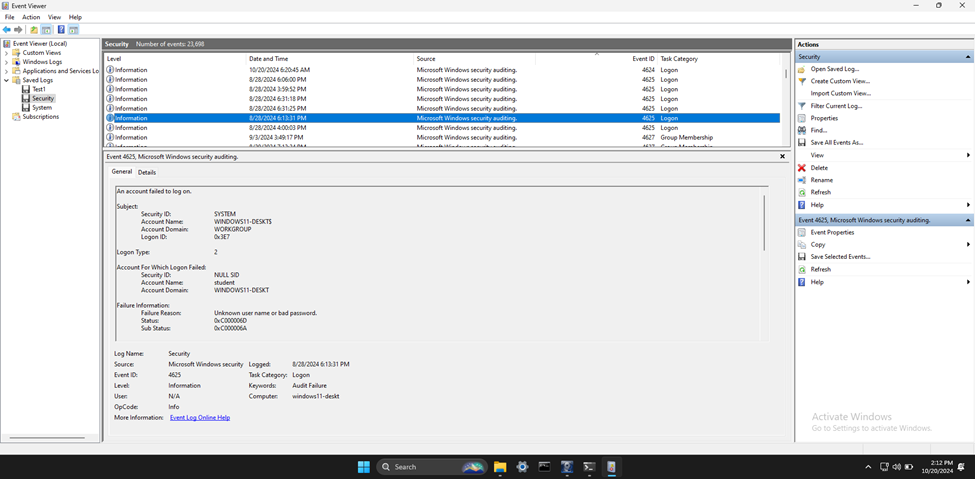 Event Viewer
File Action View Help
Event Viewer (Local)
Custom Views
Windows Logs
Applications and Services Lo
Saved Logs
Test1
Security
System
Subscriptions
Security Number of events: 23,698
Level Date and Time Source Event ID Task Category
Information 10/20/2024 6:20:45 AM Microsoft Windows security auditing. 4624 Logon
Information 8/28/2024 6:06:00 PM Microsoft Windows security auditing. 4625 Logon
Information 8/28/2024 3:59:52 PM Microsoft Windows security auditing. 4625 Logon
Information 8/28/2024 6:31:18 PM Microsoft Windows security auditing. 4625 Logon
Information 8/28/2024 6:31:25 PM Microsoft Windows security auditing. 4625 Logon
Information 8/28/2024 6:13:31 PM Microsoft Windows security auditing. 4625 Logon
Information 8/28/2024 4:00:03 PM Microsoft Windows security auditing. 4625 Logon
Information 9/3/2024 3:49:17 PM Microsoft Windows security auditing. 4627 Group Membership
Event 4625, Microsoft Windows security auditing.
General Details
An account failed to log on.
Subject:
Security ID: SYSTEM
Account Name: WINDOWS11-DESKT$
Account Domain: WORKGROUP
Logon ID: 0x3E7
Logon Type: 2
Account For Which Logon Failed:
Security ID: NULL SID
Account Name: student
Account Domain: WINDOWS11-DESKT
Failure Information:
Failure Reason: Unknown user name or bad password.
Status: 0xC000006D
Sub Status: 0xC000006A
Log Name: Security
Source: Microsoft Windows security Logged: 8/28/2024 6:13:31 PM
Event ID: 4625 Task Category: Logon
Level: Information Keywords: Audit Failure
User: N/A Computer: windows11-deskt
OpCode: Info
More Information: Event Log Online Help
Actions
Security
Open Saved Log...
Create Custom View...
Import Custom View...
Filter Current Log...
Properties
Find...
Save All Events As...
View
Delete
Rename
Refresh
Help
Event 4625, Microsoft Windows security auditing.
Event Properties
Copy
Save Selected Events...
Refresh
Help
Activate Windows
Go to Settings to activate Windows.
Search
2:12 PM
10/20/2024